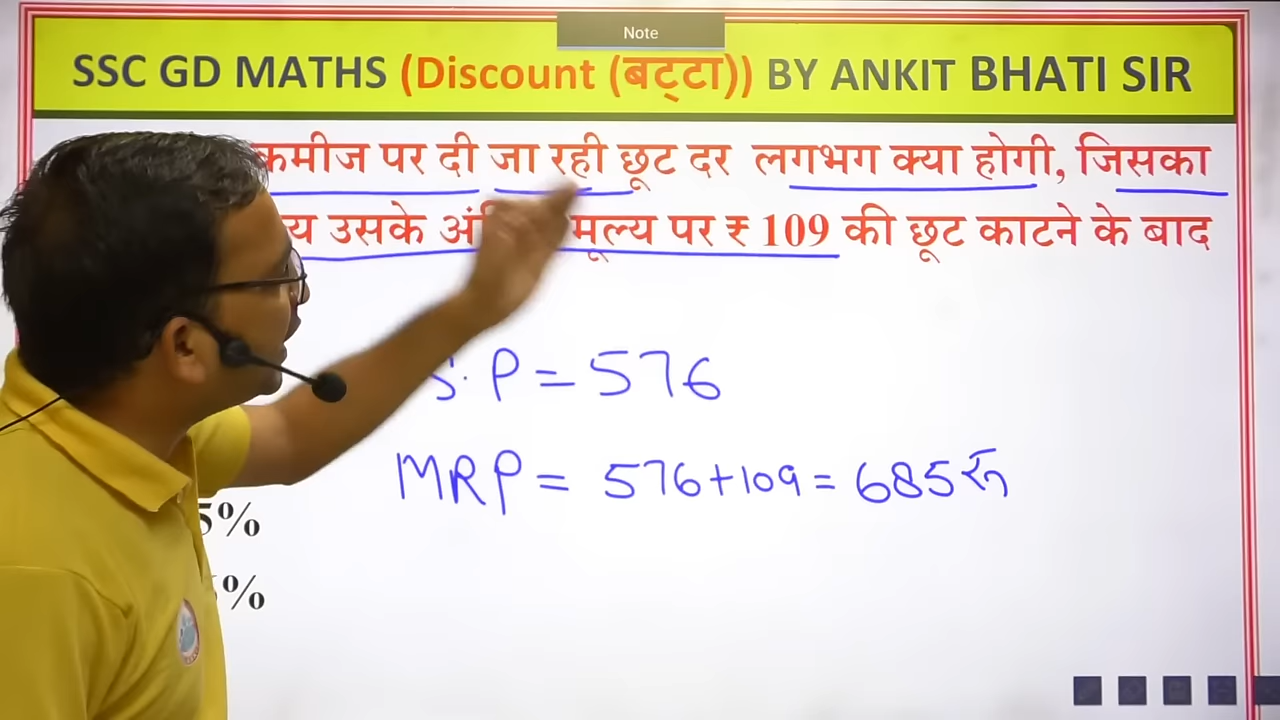 Note
SSC GD MATHS (Discount (बट्टा)) BY ANKIT BHATI SIR
कमीज पर दी जा रही छूट दर लगभग क्या होगी, जिसका
उसके मूल्य पर ₹ 109 की छूट काटने के बाद
S.P = 576
MRP = 576+109 = 685 रु
5%
%